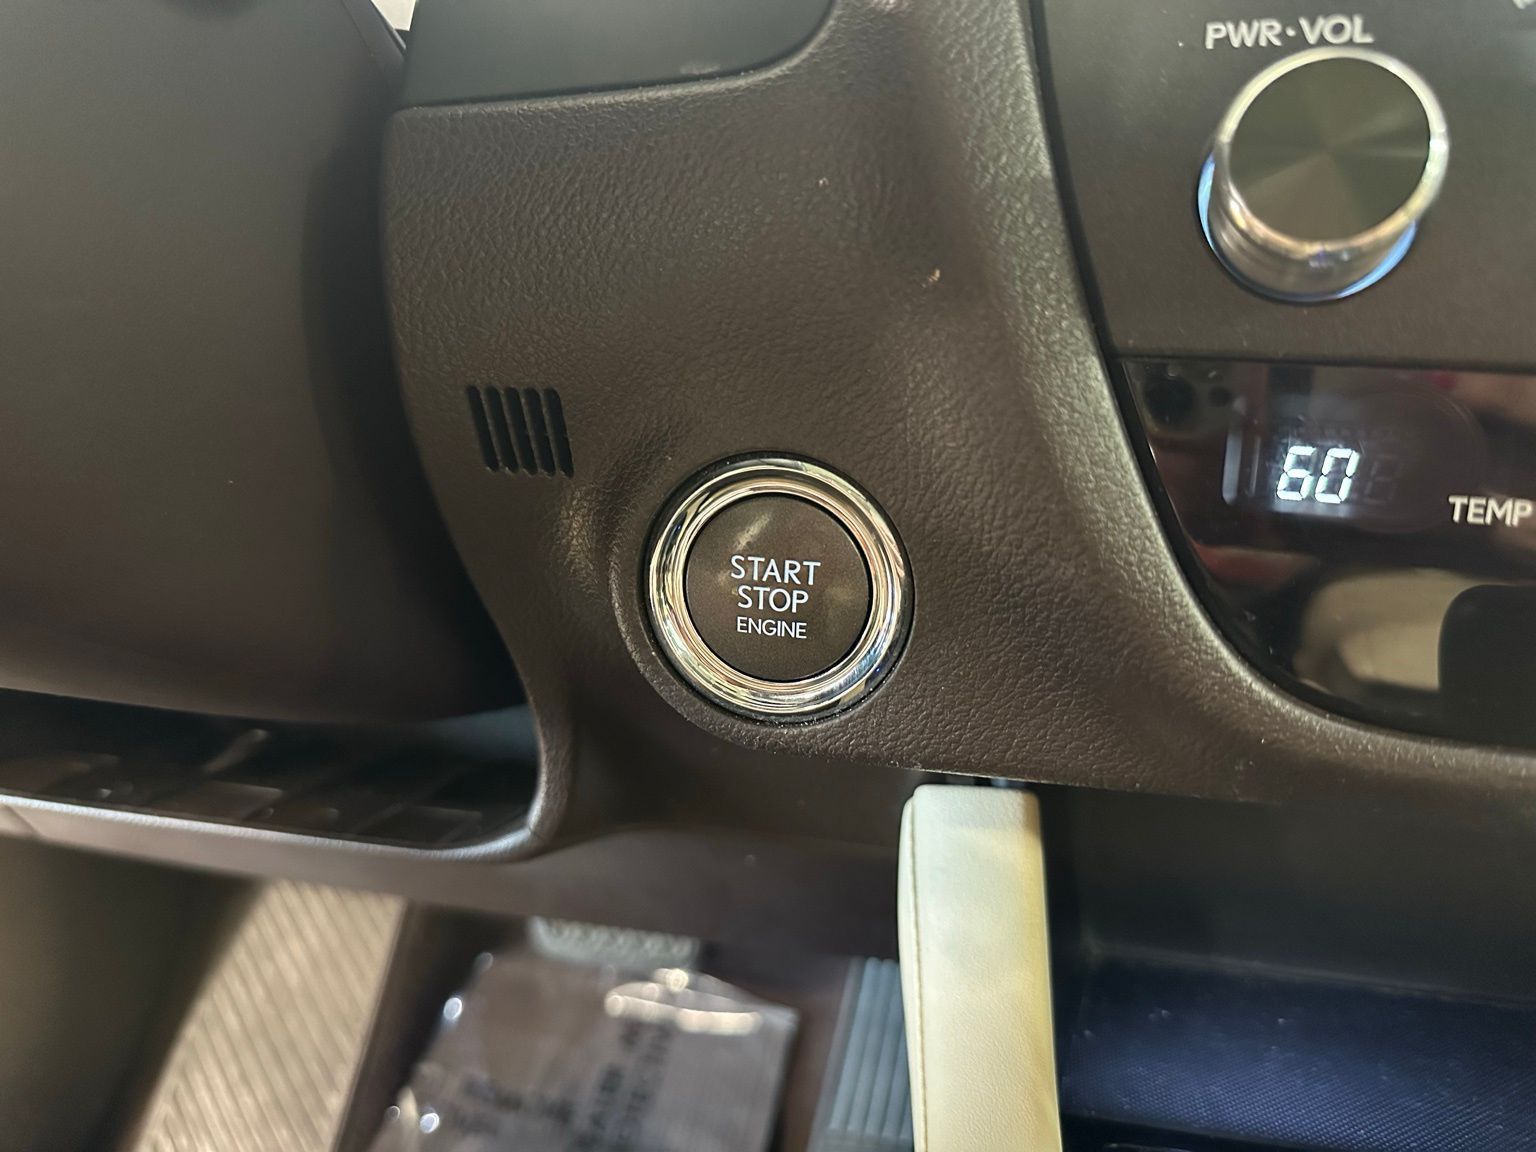 PWR·VOL
60
TEMP
START
STOP
ENGINE